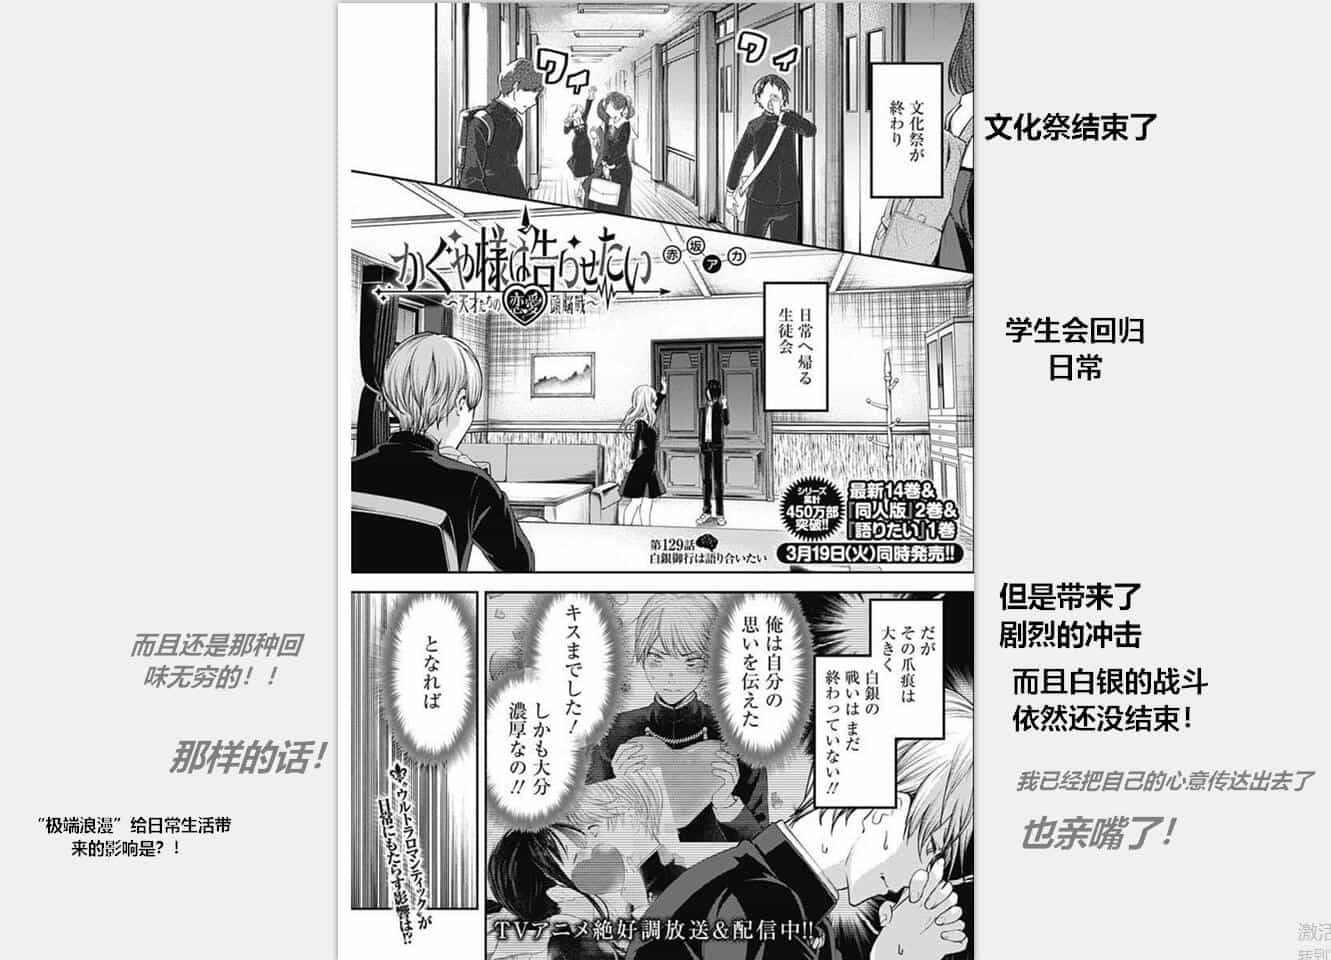 ワイ
ワイ
文化祭が
終わり
文化祭结束了
かぐや様は告らせたい
～天才たちの恋愛頭脳戦～
赤坂アカ
日常へ帰る
生徒会
学生会回归
日常
シリーズ
累計
450万部
突破!!
最新14巻&
『同人版』2巻&
『語りたい』1巻
3月19日(火)同時発売!!
第129話
白銀御行は語り合いたい
だが
その爪痕は
大きく
白銀の
戦いはまだ
終わっていない!!
但是带来了
剧烈的冲击
而且白银的战斗
依然还没结束！
俺は自分の
思いを伝えた
キスまでした！
しかも大分
濃厚なの!!
我已经把自己的心意传达出去了
也亲嘴了！
而且还是那种回
味无穷的！！
となれば
那样的话！
ウルトラロマンティックが
日常にもたらす影響は!?
“极端浪漫”给日常生活带
来的影响是？！
TVアニメ絶好調放送&配信中!!
激活
转到